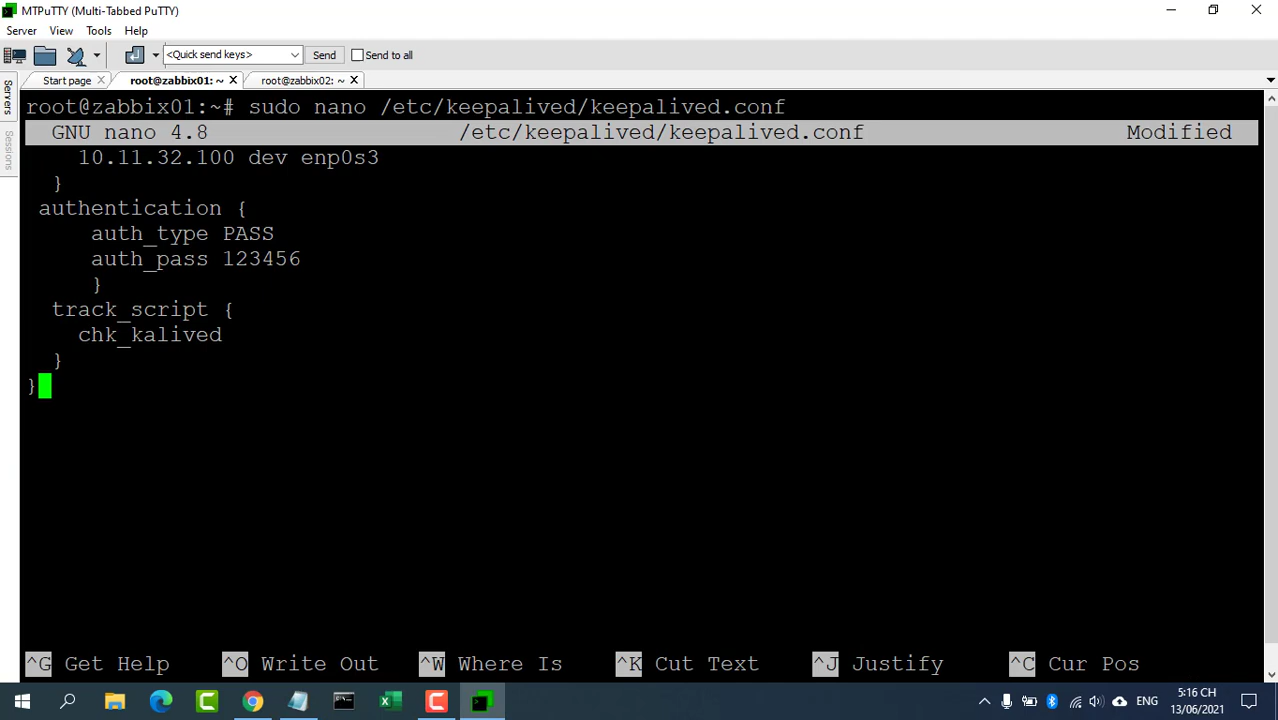 MTPuTTY (Multi-Tabbed PuTTY)
Server View Tools Help
<Quick send keys> Send Send to all
Servers
Sessions
Start page root@zabbix01: ~ root@zabbix02: ~
root@zabbix01:~# sudo nano /etc/keepalived/keepalived.conf
GNU nano 4.8 /etc/keepalived/keepalived.conf Modified
10.11.32.100 dev enp0s3
}
authentication {
auth_type PASS
auth_pass 123456
}
track_script {
chk_kalived
}
}
^G Get Help ^O Write Out ^W Where Is ^K Cut Text ^J Justify ^C Cur Pos
ENG
5:16 CH
13/06/2021